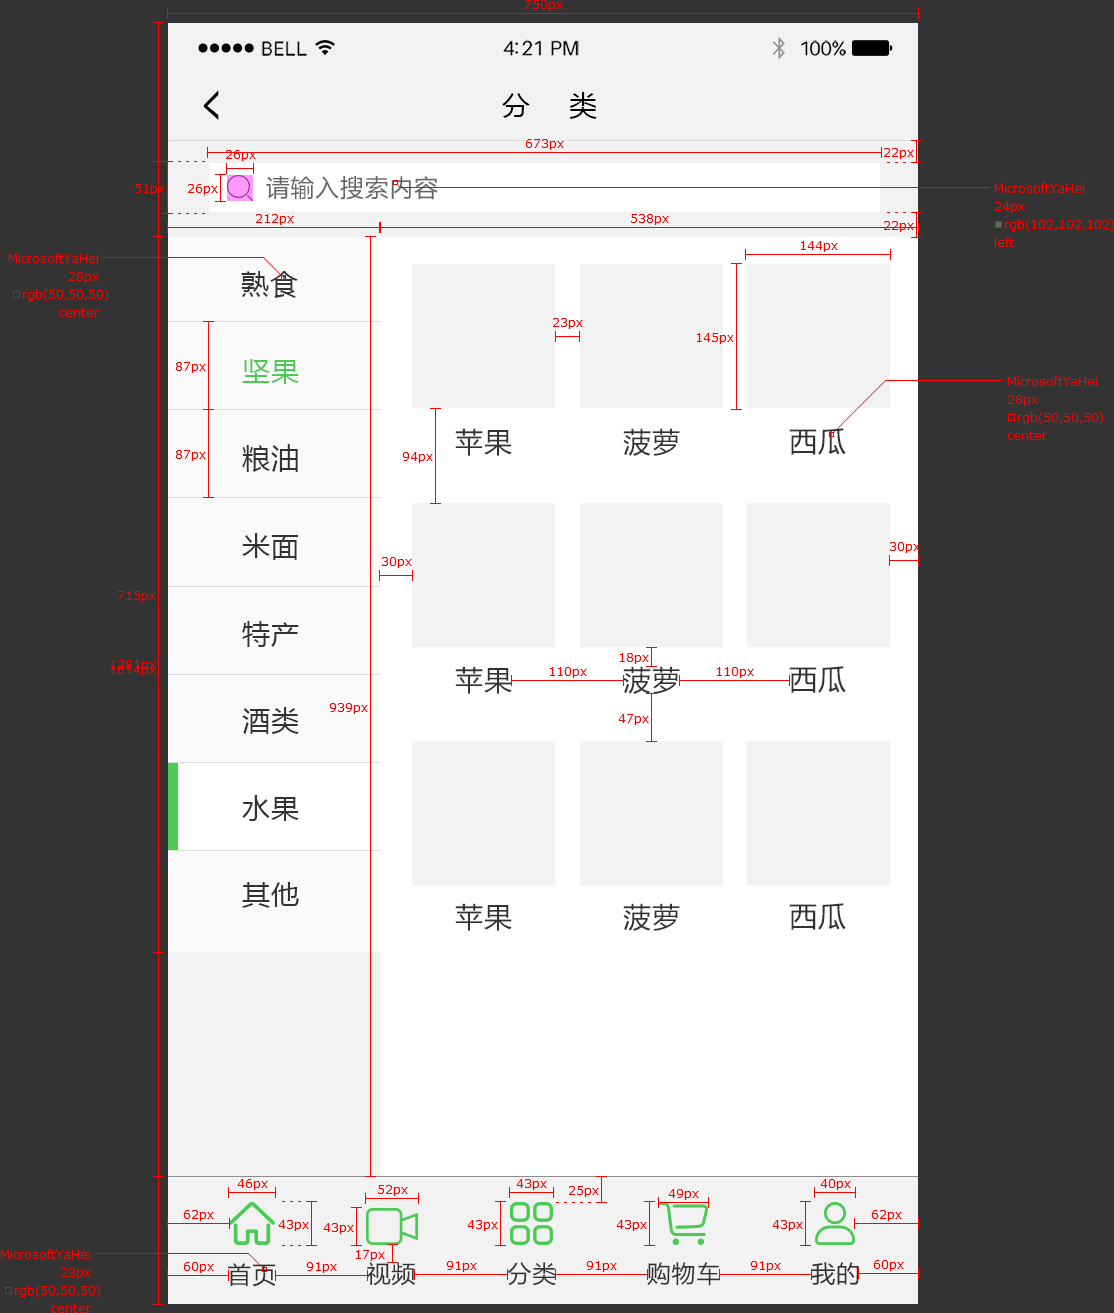 750px
BELL 4:21 PM 100%
分 类
673px
22px
26px
51px
26px
请输入搜索内容
MicrosoftYaHei
24px
rgb(102,102,102)
left
212px
538px
22px
MicrosoftYaHei
28px
rgb(50,50,50)
center
熟食
144px
23px
145px
87px
坚果
MicrosoftYaHei
28px
rgb(50,50,50)
center
87px
粮油
94px
苹果 菠萝 西瓜
米面
30px
30px
715px
特产
18px
1281px
110px
110px
苹果 菠萝 西瓜
939px
酒类
47px
水果
其他
苹果 菠萝 西瓜
46px
52px
43px
25px
49px
40px
62px
43px
43px
43px
43px
43px
62px
17px
MicrosoftYaHei
23px
rgb(50,50,50)
center
60px
首页
91px
视频
91px
分类
91px
购物车
91px
我的
60px